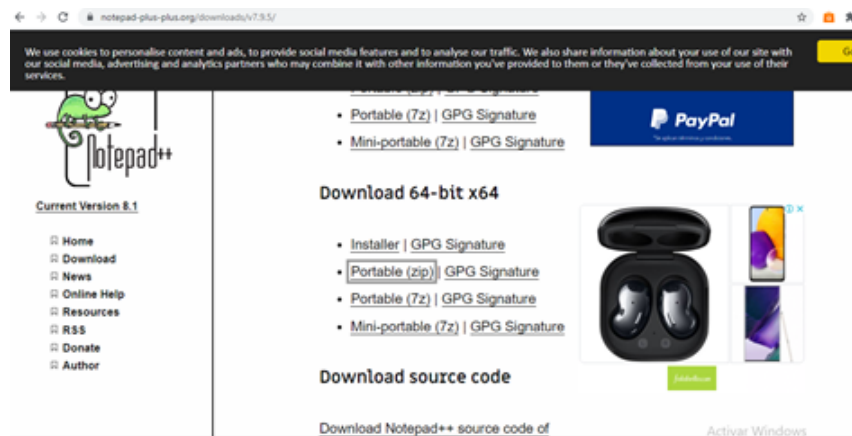 notepad-plus-plus.org/downloads/v7.9.5/
We use cookies to personalise content and ads, to provide social media features and to analyse our traffic. We also share information about your use of our site with
our social media, advertising and analytics partners who may combine it with other information you've provided to them or they've collected from your use of their
services.
Notepad++
Current Version 8.1
Home
Download
News
Online Help
Resources
RSS
Donate
Author
Portable (zip) | GPG Signature
Portable (7z) | GPG Signature
Mini-portable (7z) | GPG Signature
Download 64-bit x64
Installer | GPG Signature
Portable (zip) | GPG Signature
Portable (7z) | GPG Signature
Mini-portable (7z) | GPG Signature
Download source code
Download Notepad++ source code of
PayPal
Activar Windows